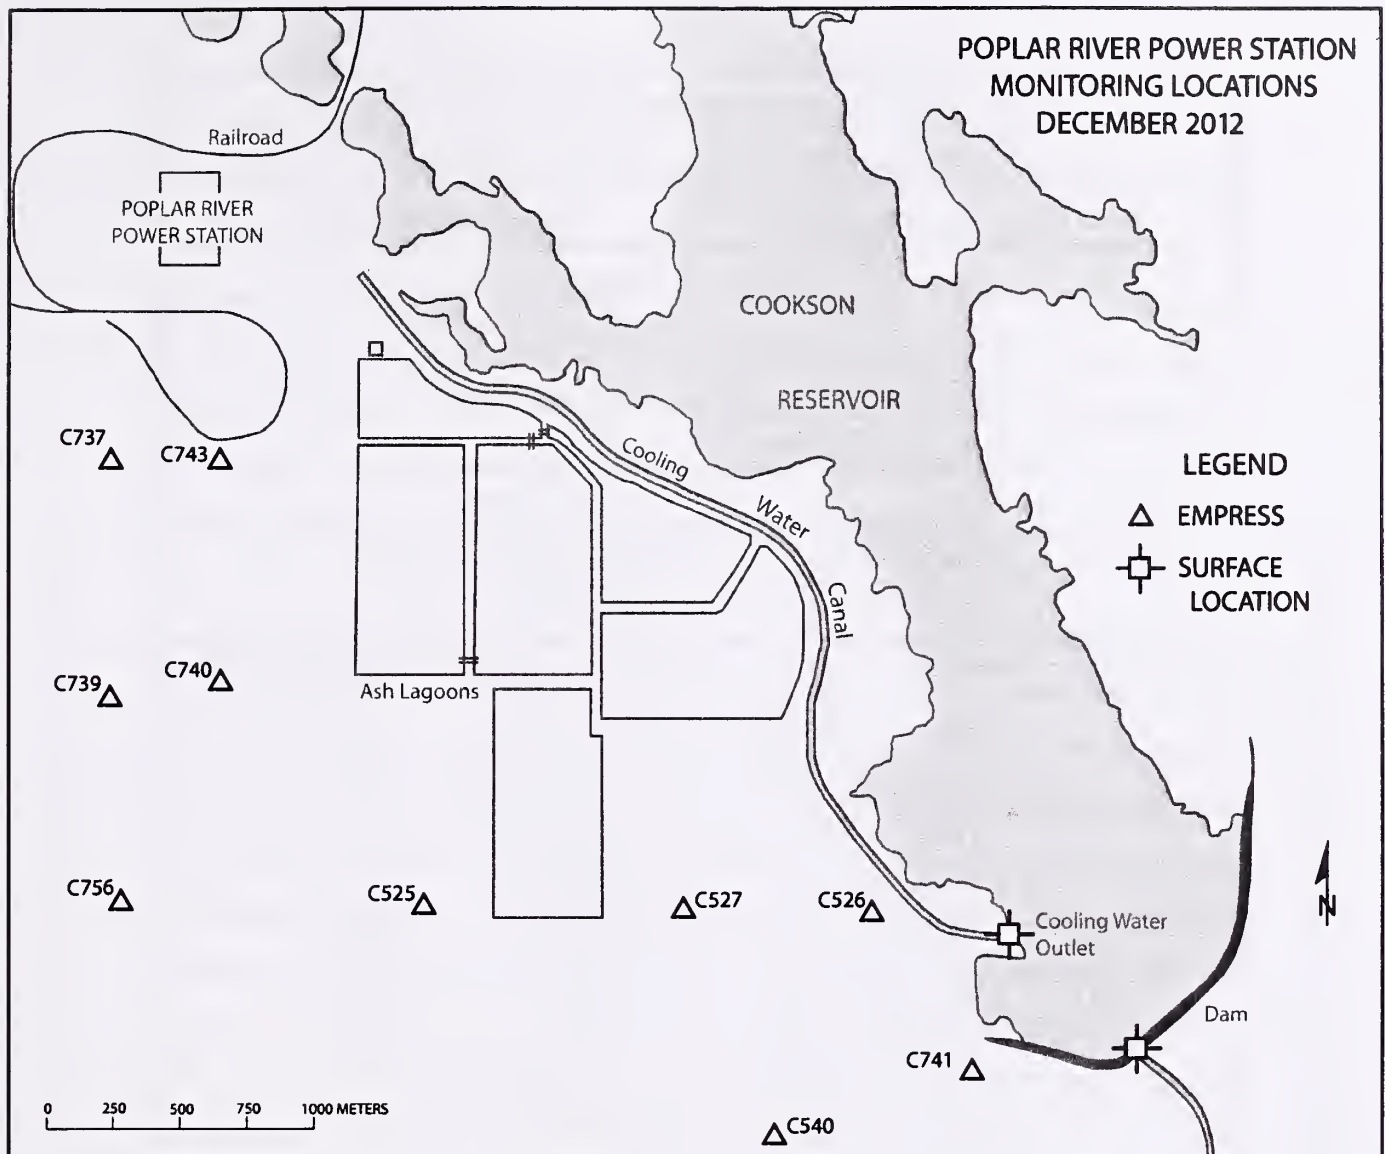 POPLAR RIVER POWER STATION
MONITORING LOCATIONS
DECEMBER 2012
Railroad
POPLAR RIVER
POWER STATION
COOKSON
RESERVOIR
C737
C743
Cooling
Water
Canal
LEGEND
EMPRESS
SURFACE
LOCATION
C739
C740
Ash Lagoons
C756
C525
C527
C526
Cooling Water
Outlet
N
Dam
C741
0 250 500 750 1000 METERS
C540